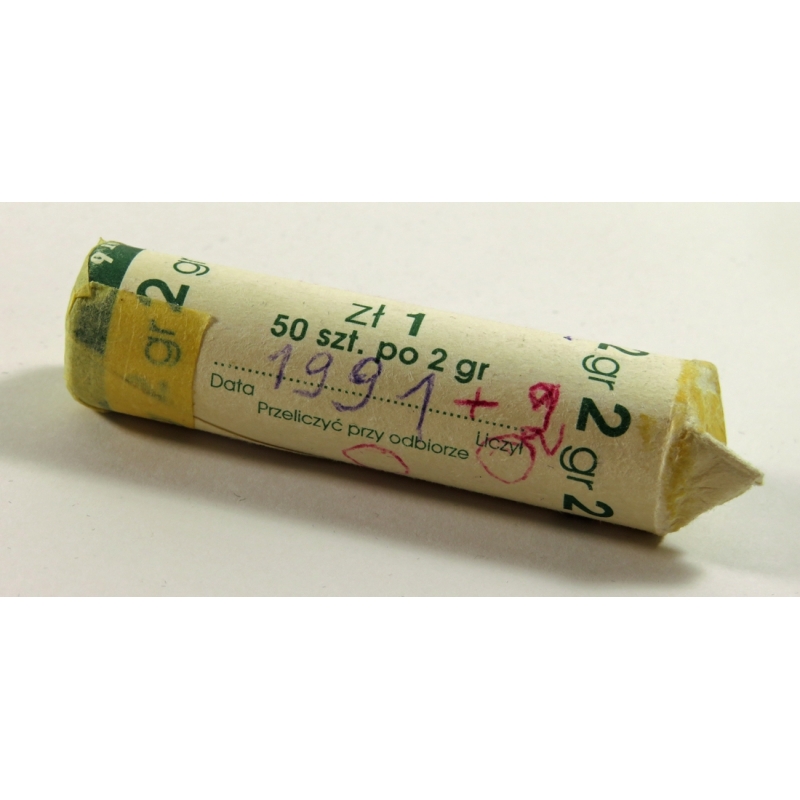 zł 1
50 szt. po 2 gr
1991 + 2
Data Liczył
Przeliczyć przy odbiorze
gr 2 gr
2 gr 2 gr 2